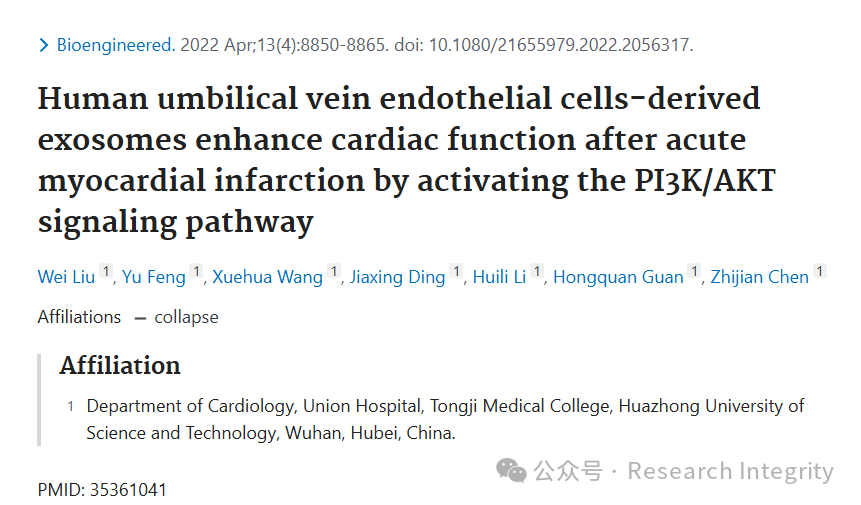 Bioengineered. 2022 Apr;13(4):8850-8865. doi: 10.1080/21655979.2022.2056317.
Human umbilical vein endothelial cells-derived
exosomes enhance cardiac function after acute
myocardial infarction by activating the PI3K/AKT
signaling pathway
Wei Liu 1, Yu Feng 1, Xuehua Wang 1, Jiaxing Ding 1, Huili Li 1, Hongquan Guan 1, Zhijian Chen 1
Affiliations — collapse
Affiliation
1 Department of Cardiology, Union Hospital, Tongji Medical College, Huazhong University of
Science and Technology, Wuhan, Hubei, China.
公众号 · Research Integrity
PMID: 35361041